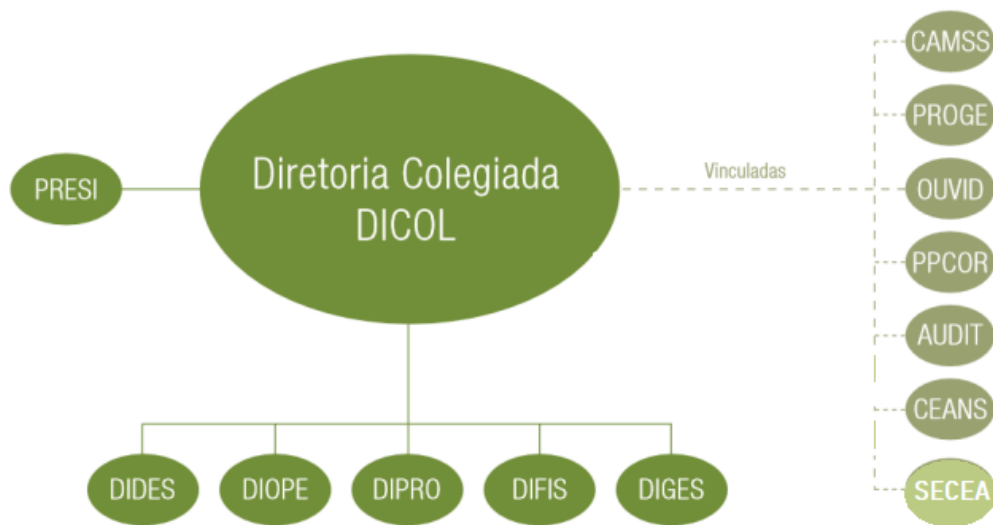 CAMSS
PROGE
Diretoria Colegiada
DICOL
PRESI
Vinculadas
OUVID
PPCOR
AUDIT
CEANS
DIDES
DIOPE
DIPRO
DIFIS
DIGES
SECEA